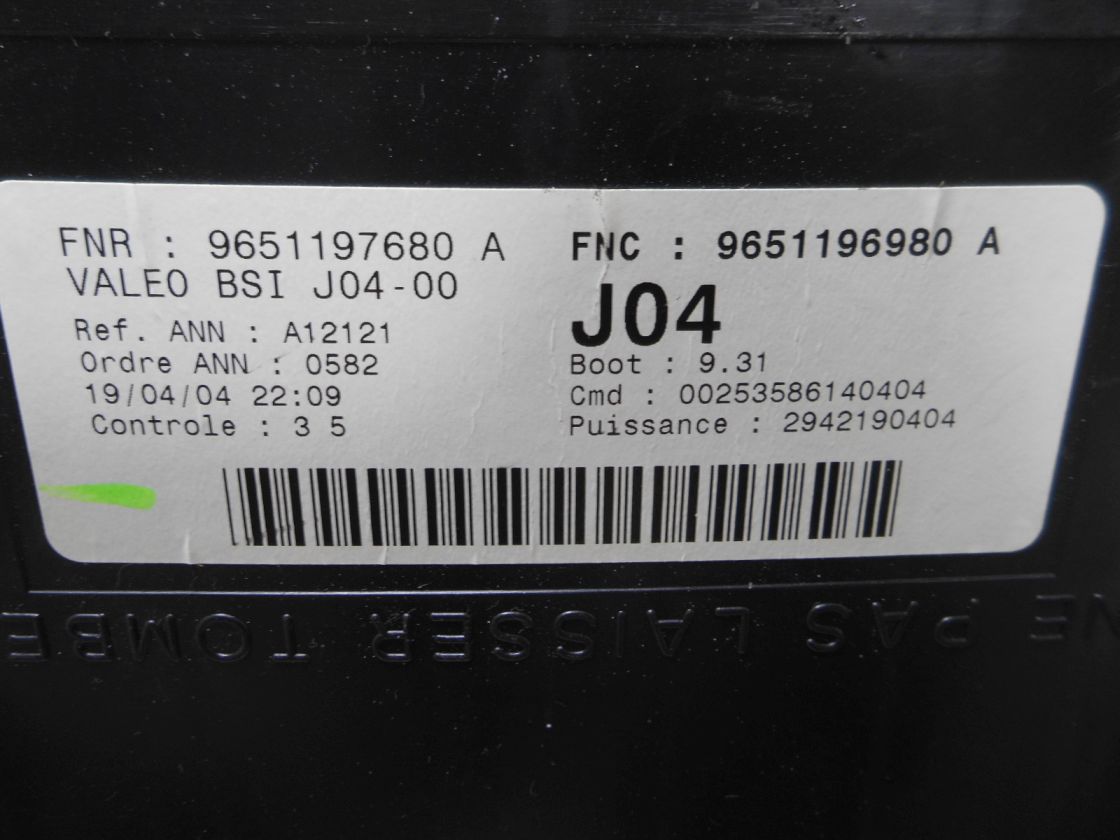 FNR : 9651197680 A
VALEO BSI J04-00
Ref. ANN : A12121
Ordre ANN : 0582
19/04/04 22:09
Controle : 3 5
FNC : 9651196980 A
J04
Boot : 9.31
Cmd : 00253586140404
Puissance : 2942190404
NE PAS LAISSER TOMBE